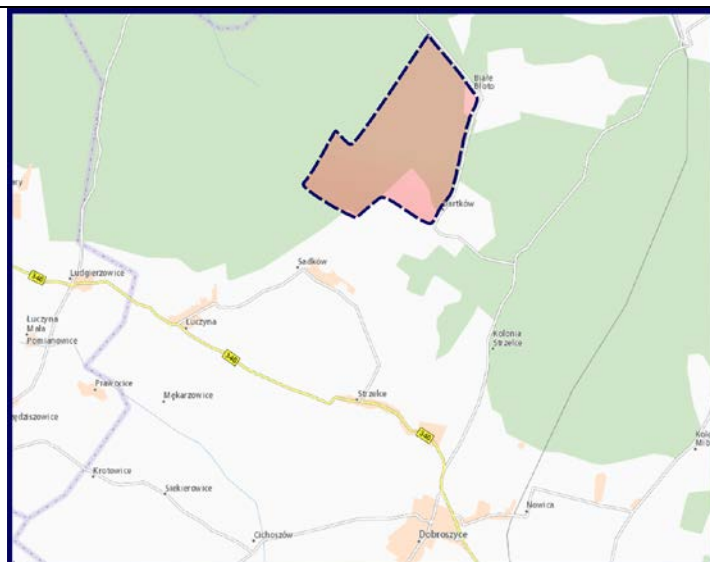 Białe
Błoto
Sadków
340
Ludgierzowice
Łuczyna
Łuczyna
Mała
Pomianowice
Kolonia
Strzelce
340
Prawocice
Mękarzowice
Strzelce
340
Krotowice
Siekierowice
Nowica
Cichoszów
Dobroszyce